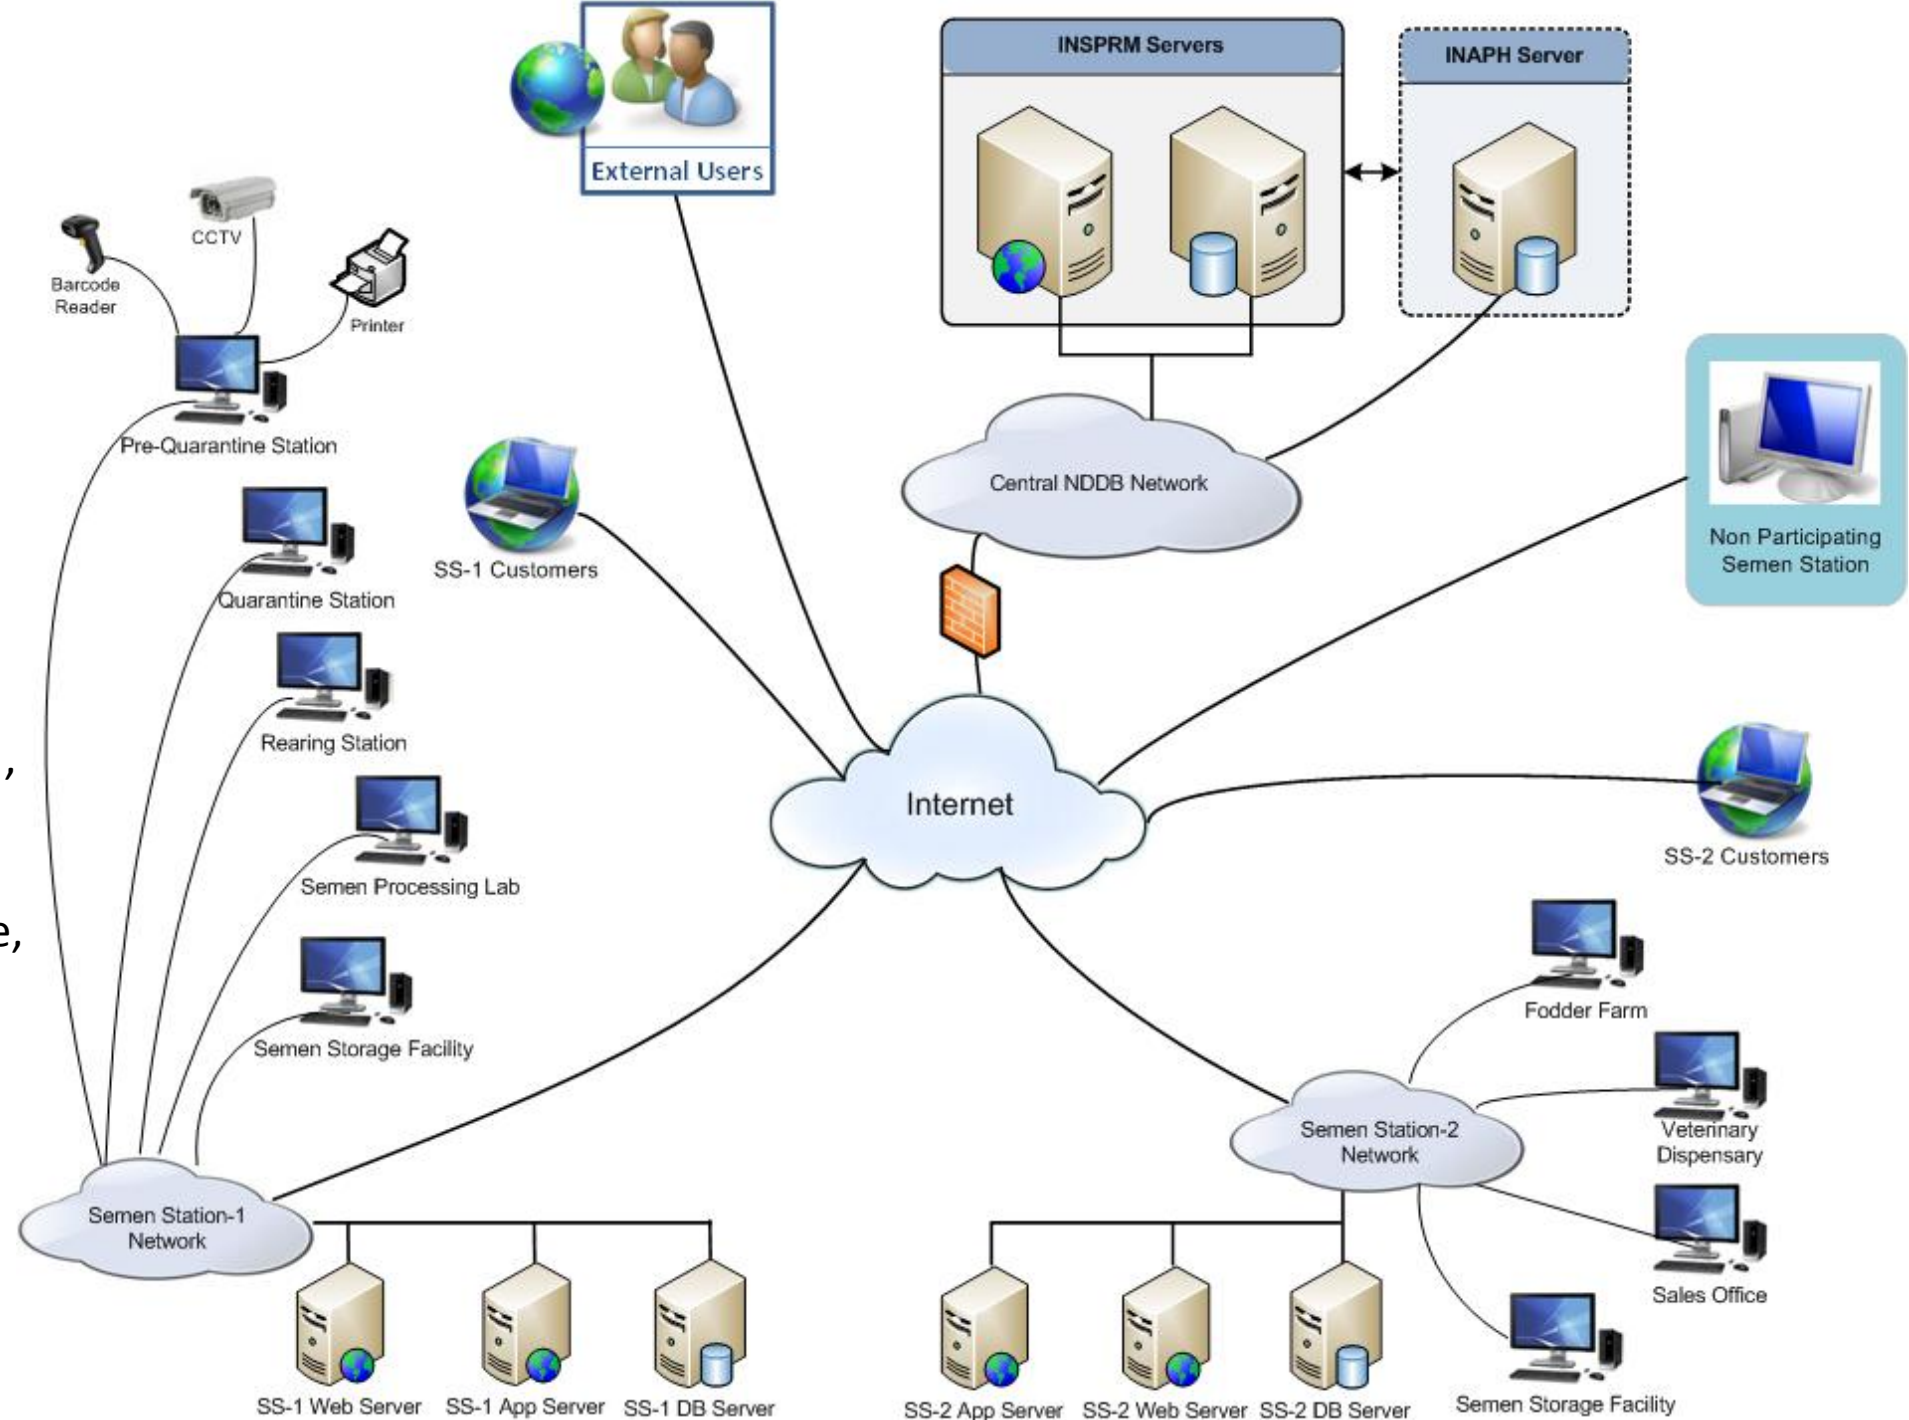 INSPRM Servers
INAPH Server
External Users
CCTV
Barcode
Reader
Printer
Pre-Quarantine Station
Central NDDB Network
Non Participating
Semen Station
SS-1 Customers
Quarantine Station
Rearing Station
,
Internet
SS-2 Customers
Semen Processing Lab
e,
Fodder Farm
Semen Storage Facility
Veterinary
Dispensary
Semen Station-2
Network
Semen Station-1
Network
Sales Office
SS-1 Web Server
SS-1 App Server
SS-1 DB Server
SS-2 App Server
SS-2 Web Server
SS-2 DB Server
Semen Storage Facility